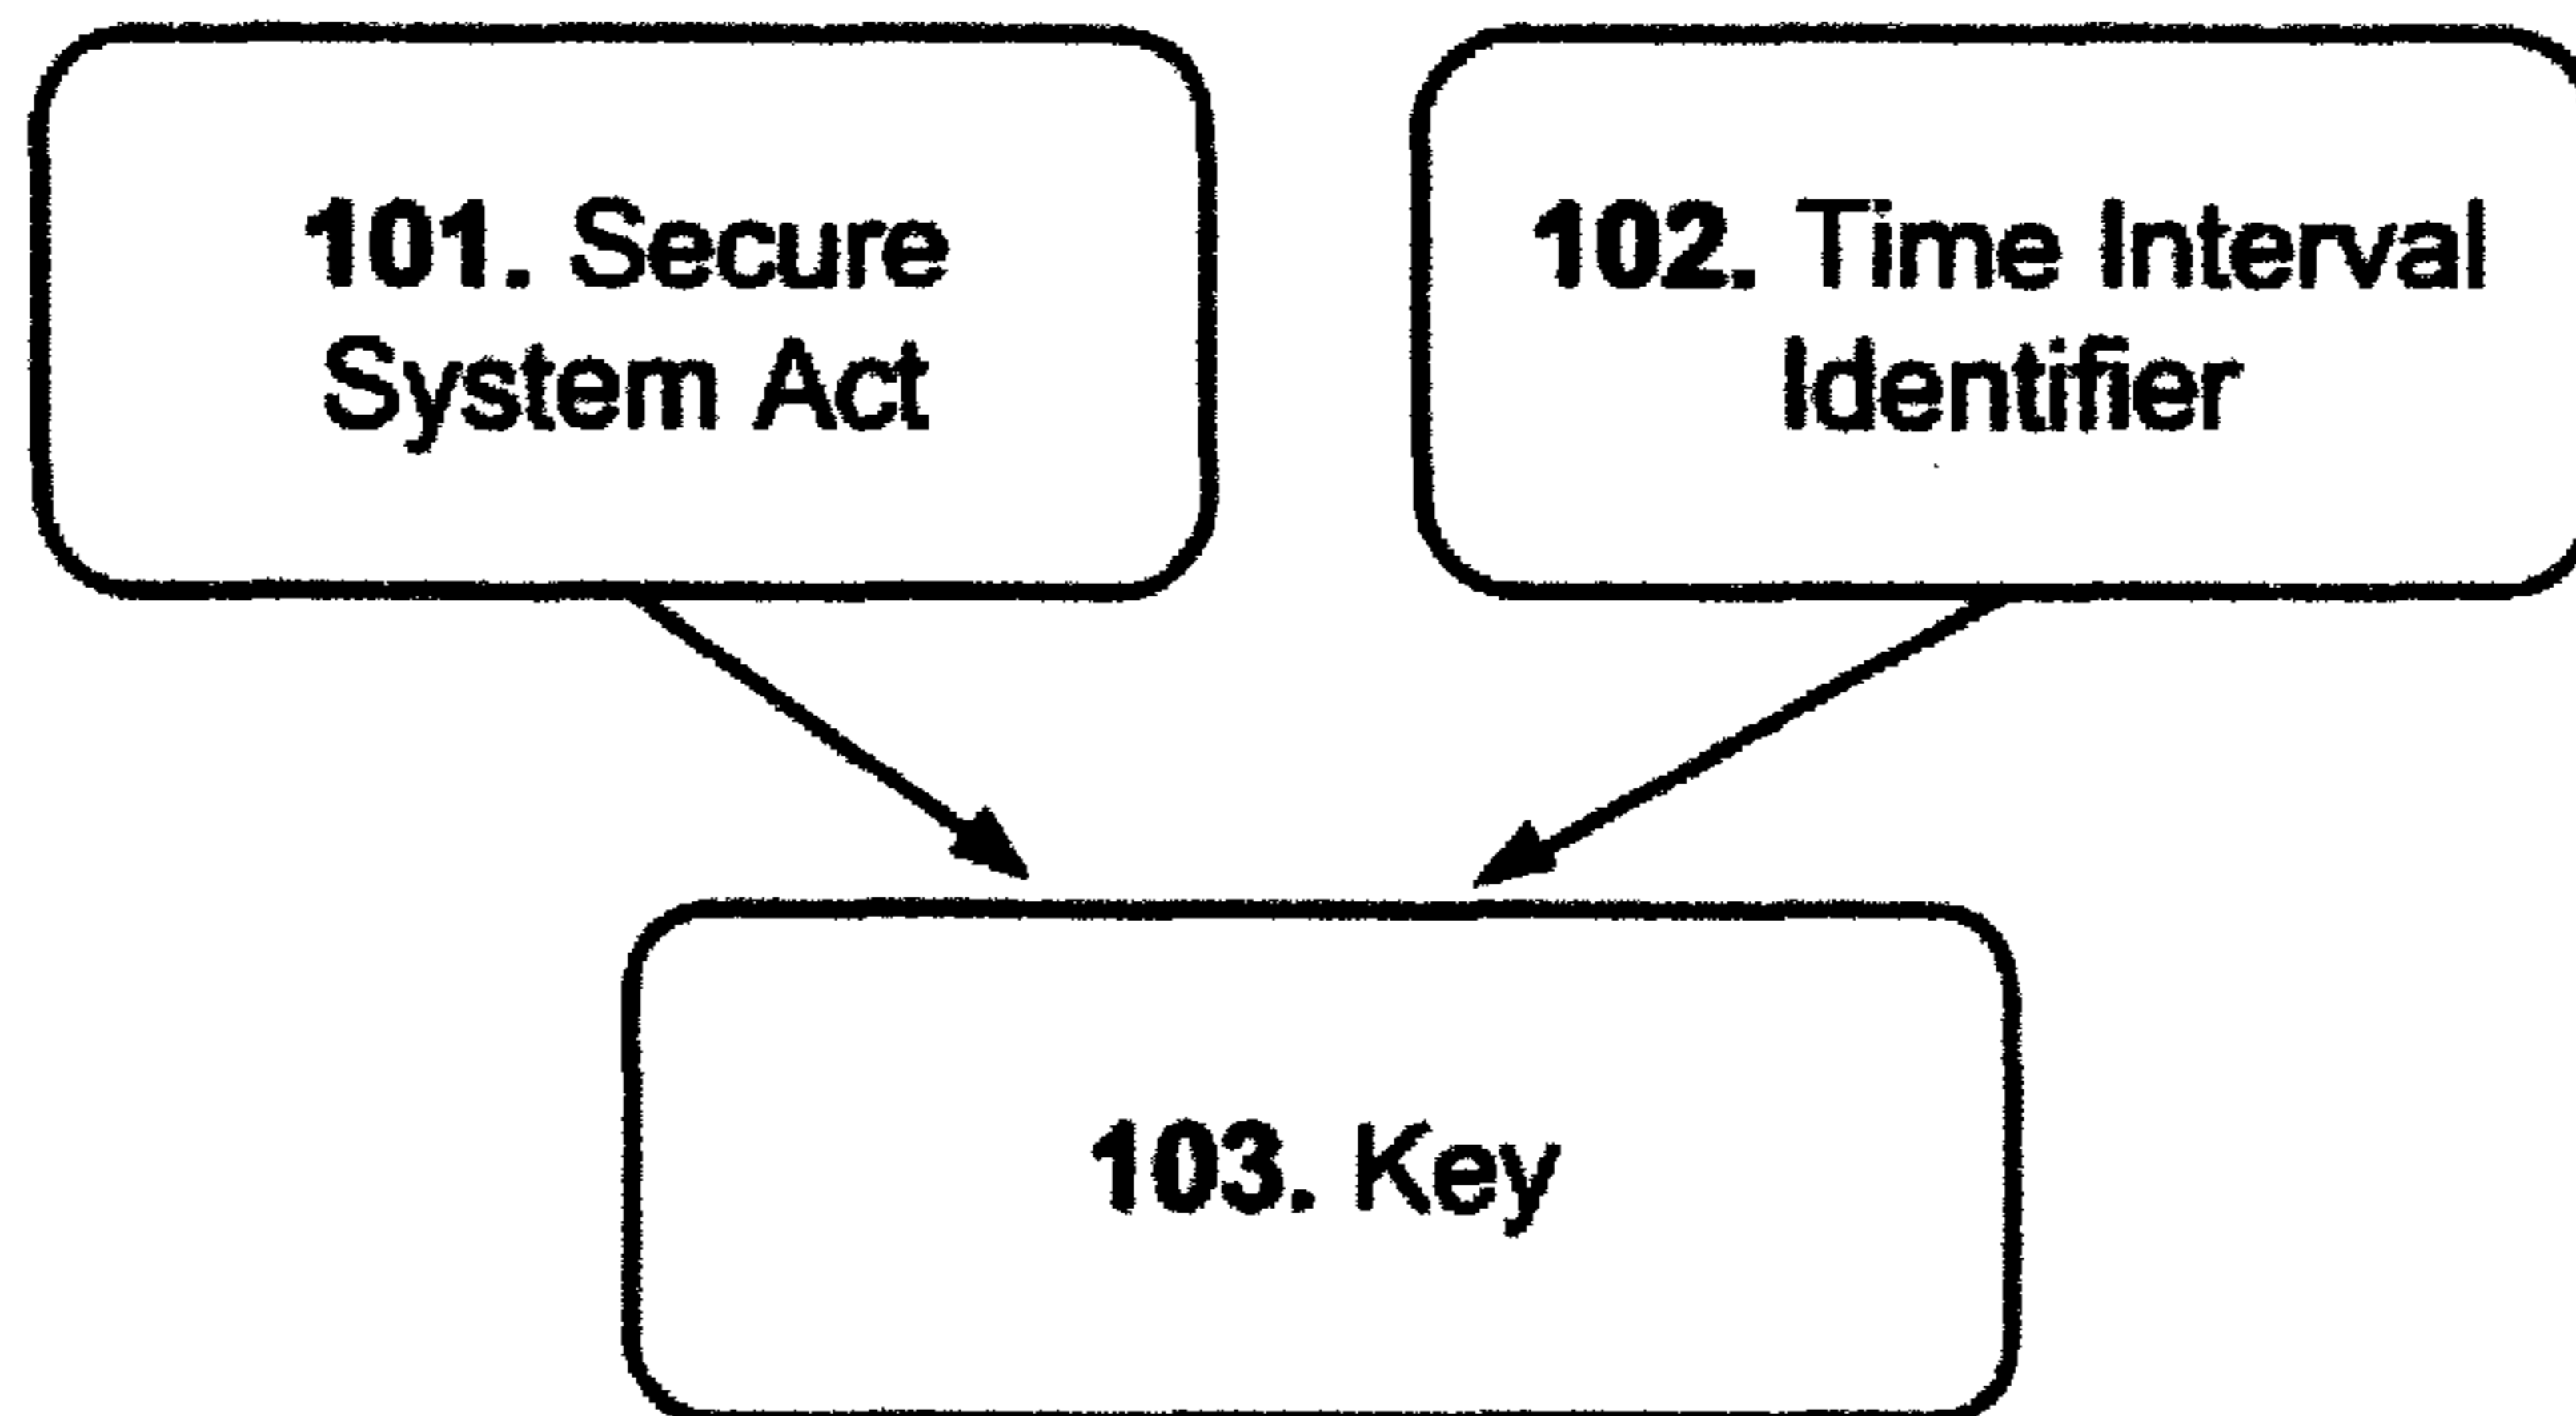 101. Secure
System Act
102. Time Interval
Identifier
103. Key